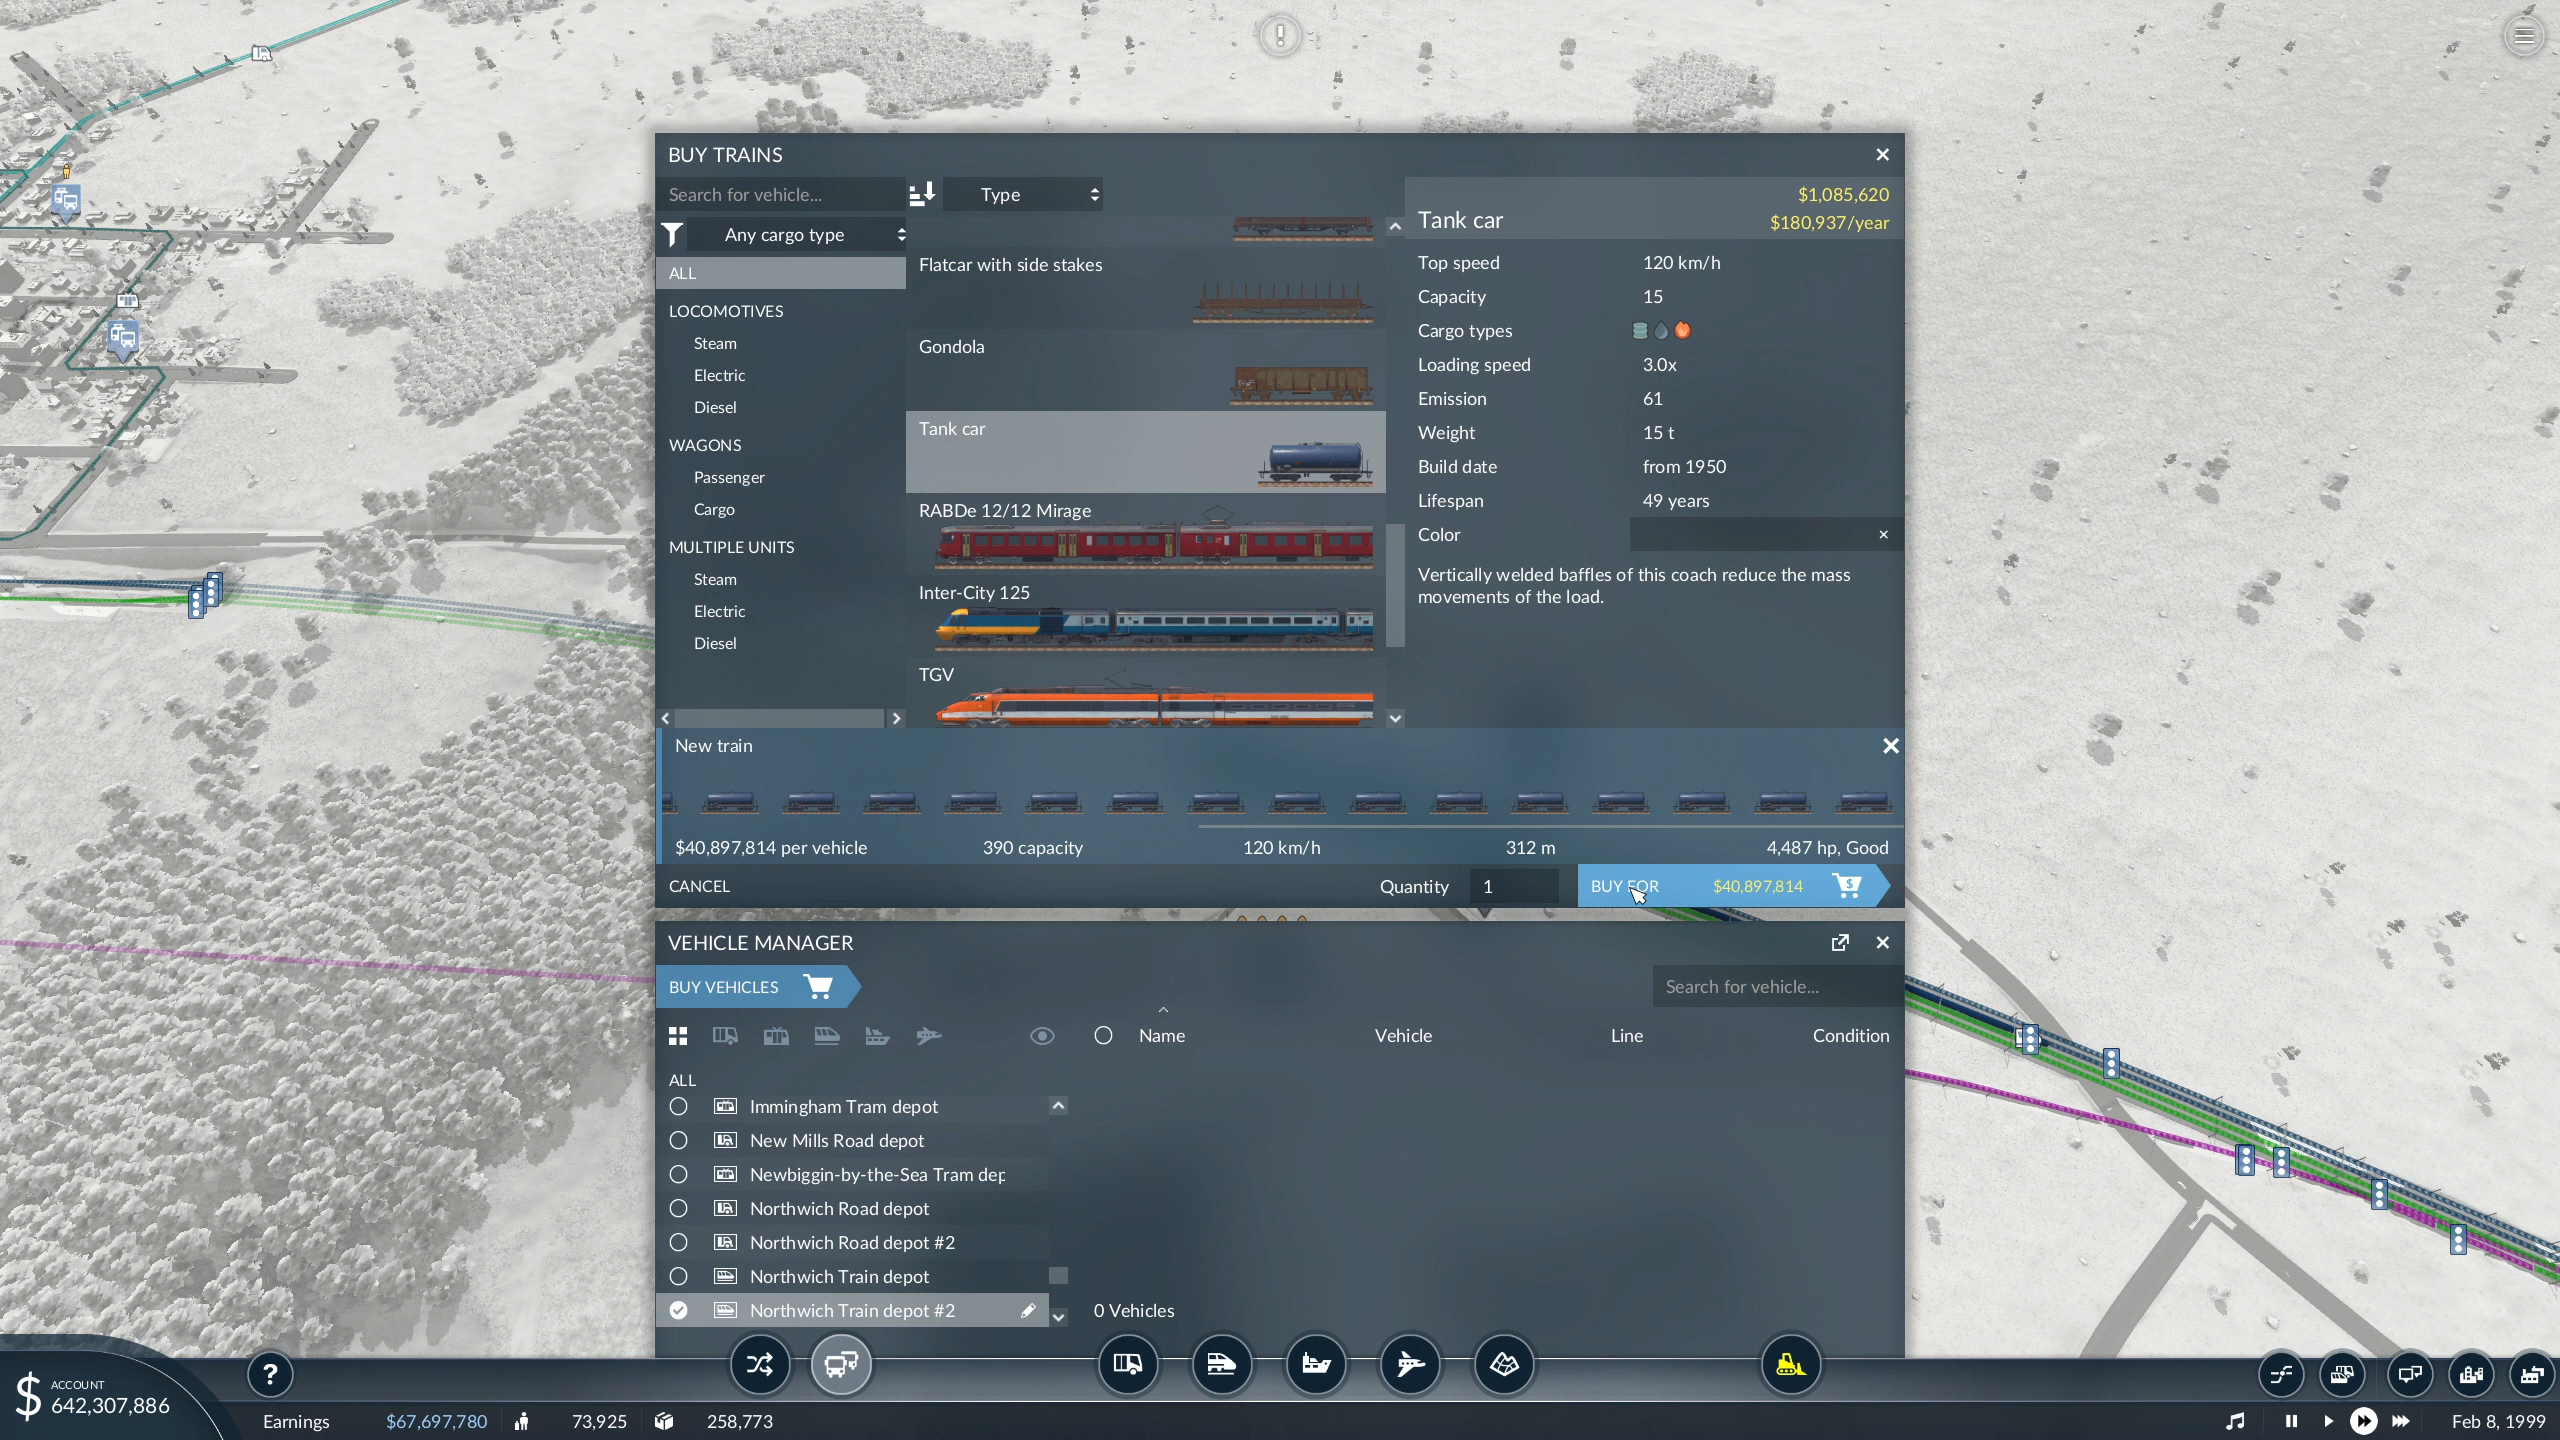 BUY TRAINS
Search for vehicle...
Type
Any cargo type
ALL
LOCOMOTIVES
Steam
Electric
Diesel
WAGONS
Passenger
Cargo
MULTIPLE UNITS
Steam
Electric
Diesel
Flatcar with side stakes
Gondola
Tank car
RABDe 12/12 Mirage
Inter-City 125
TGV
$1,085,620
Tank car
$180,937/year
Top speed 120 km/h
Capacity 15
Cargo types
Loading speed 3.0x
Emission 61
Weight 15 t
Build date from 1950
Lifespan 49 years
Color
Vertically welded baffles of this coach reduce the mass
movements of the load.
New train
$40,897,814 per vehicle 390 capacity 120 km/h 312 m 4,487 hp, Good
CANCEL Quantity 1 BUY FOR $40,897,814
VEHICLE MANAGER
BUY VEHICLES Search for vehicle...
Name Vehicle Line Condition
ALL
Immingham Tram depot
New Mills Road depot
Newbiggin-by-the-Sea Tram dep
Northwich Road depot
Northwich Road depot #2
Northwich Train depot
Northwich Train depot #2 0 Vehicles
?
$ ACCOUNT
642,307,886
Earnings $67,697,780 73,925 258,773 Feb 8, 1999